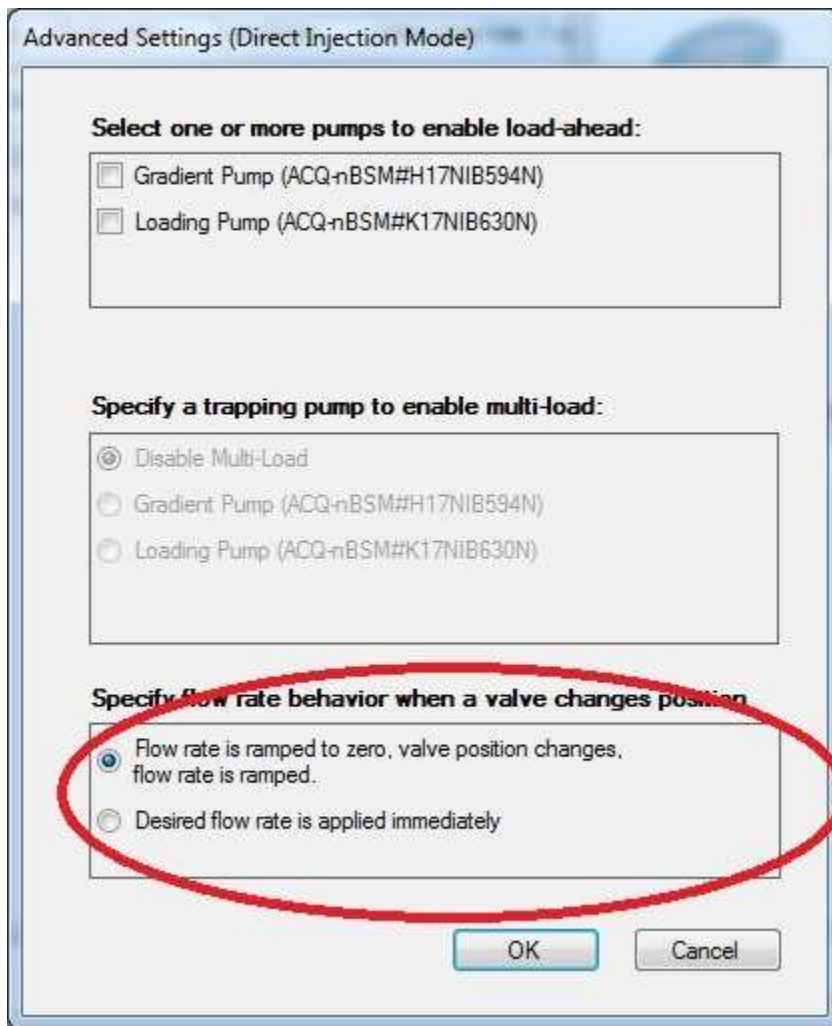 Advanced Settings (Direct Injection Mode)
Select one or more pumps to enable load-ahead:
Gradient Pump (ACQ-nBSM#H17NIB594N)
Loading Pump (ACQ-nBSM#K17NIB630N)
Specify a trapping pump to enable multi-load:
Disable Multi-Load
Gradient Pump (ACQ-nBSM#H17NIB594N)
Loading Pump (ACQ-nBSM#K17NIB630N)
Specify flow rate behavior when a valve changes position
Flow rate is ramped to zero, valve position changes,
flow rate is ramped.
Desired flow rate is applied immediately
OK
Cancel